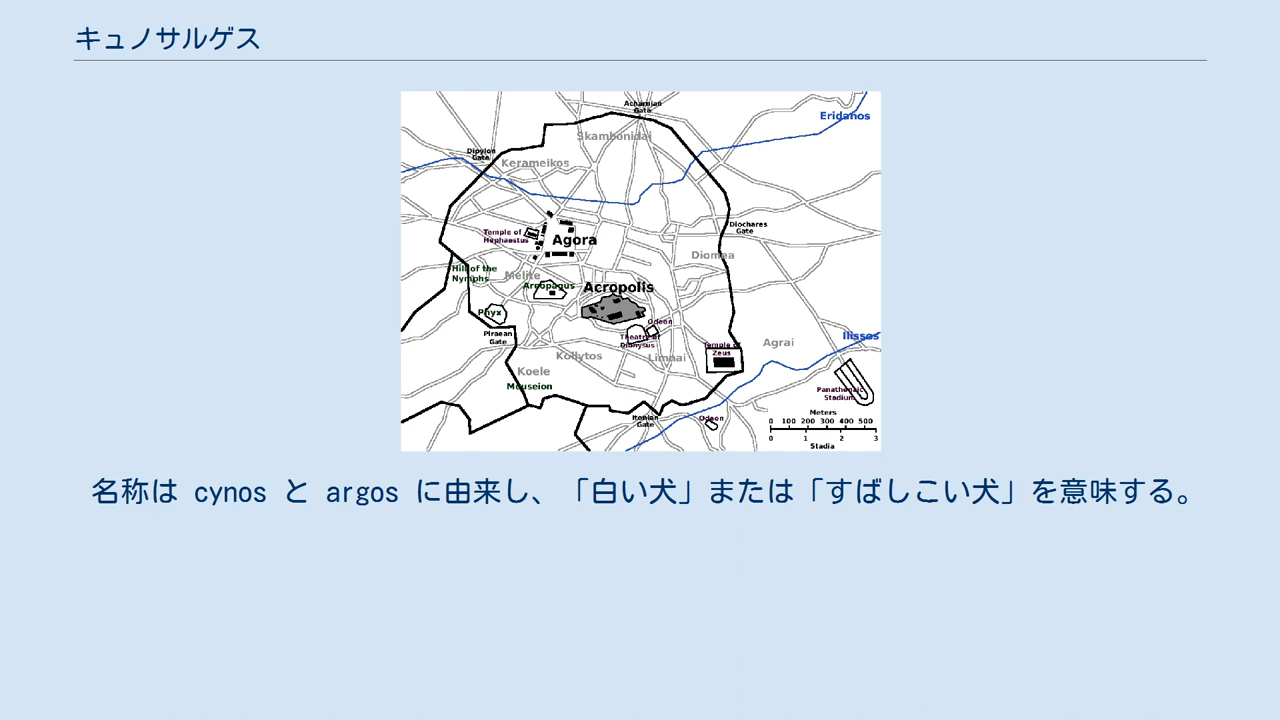 キュノサルゲス
Acharnian
Gate
Eridanos
Skambonidai
Dipylon
Gate
Kerameikos
Diochares
Gate
Temple of
Hephaestus
Agora
Diomea
Hill of the
Nymphs
Melite
Areopagus
Acropolis
Pnyx
Odeon
Piraean
Gate
Theatre of
Dionysus
Ilissos
Temple of
Zeus
Agrai
Kollytos
Limnai
Koele
Mouseion
Panathenaic
Stadium
Itonian
Gate
Odeon
Meters
0 100 200 300 400 500
0 1 2 3
Stadia
名称は cynos と argos に由来し、「白い犬」または「すばしこい犬」を意味する。